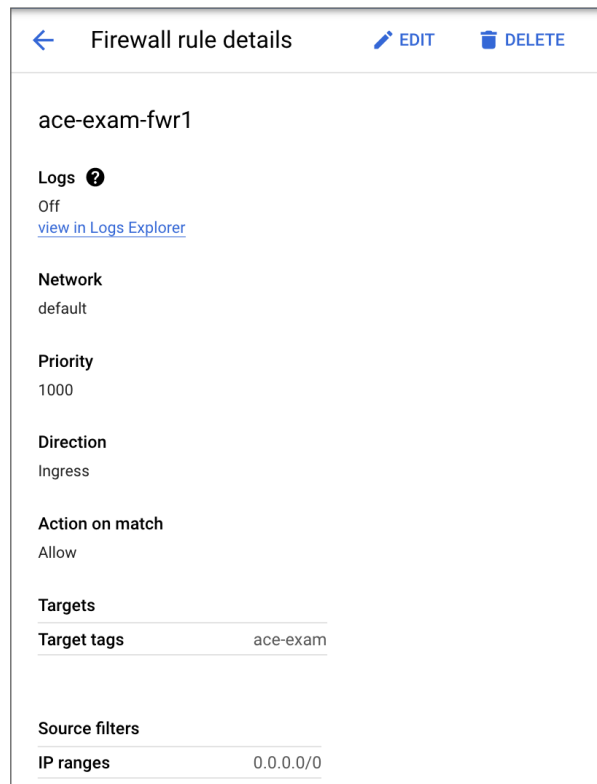 Firewall rule details EDIT DELETE
ace-exam-fwr1
Logs ?
Off
view in Logs Explorer
Network
default
Priority
1000
Direction
Ingress
Action on match
Allow
Targets
Target tags ace-exam
Source filters
IP ranges 0.0.0.0/0